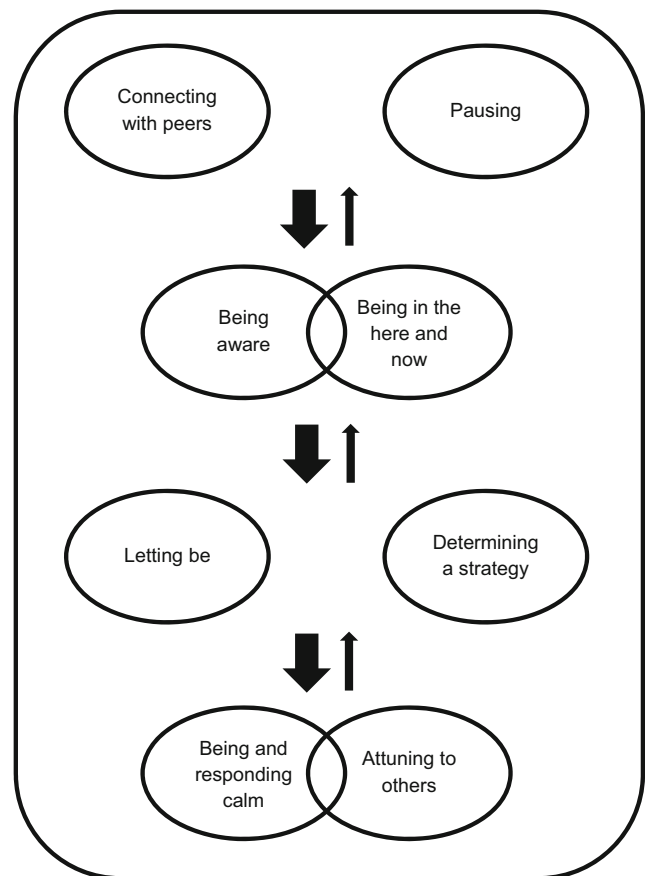 Connecting
with peers
Pausing
Being
aware
Being in the
here and
now
Letting be
Determining
a strategy
Being and
responding
calm
Attuning to
others